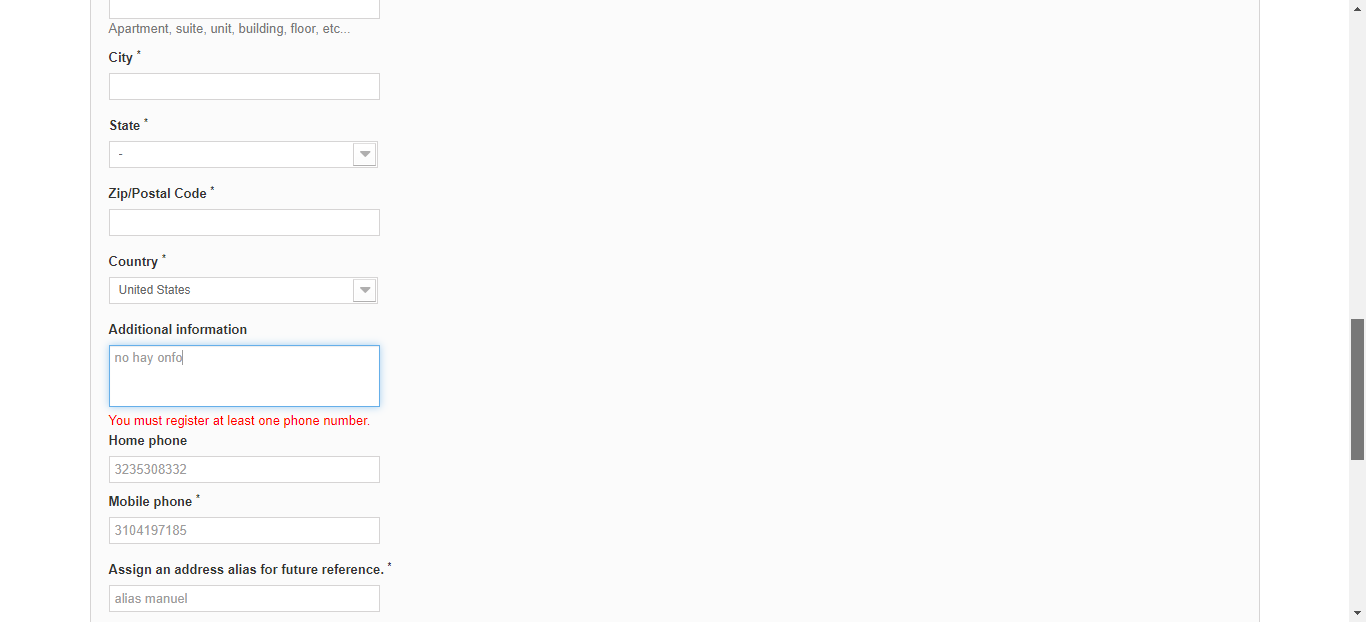 Apartment, suite, unit, building, floor, etc...
City *
State *
-
Zip/Postal Code *
Country *
United States
Additional information
no hay onfo
You must register at least one phone number.
Home phone
3235308332
Mobile phone *
3104197185
Assign an address alias for future reference. *
alias manuel